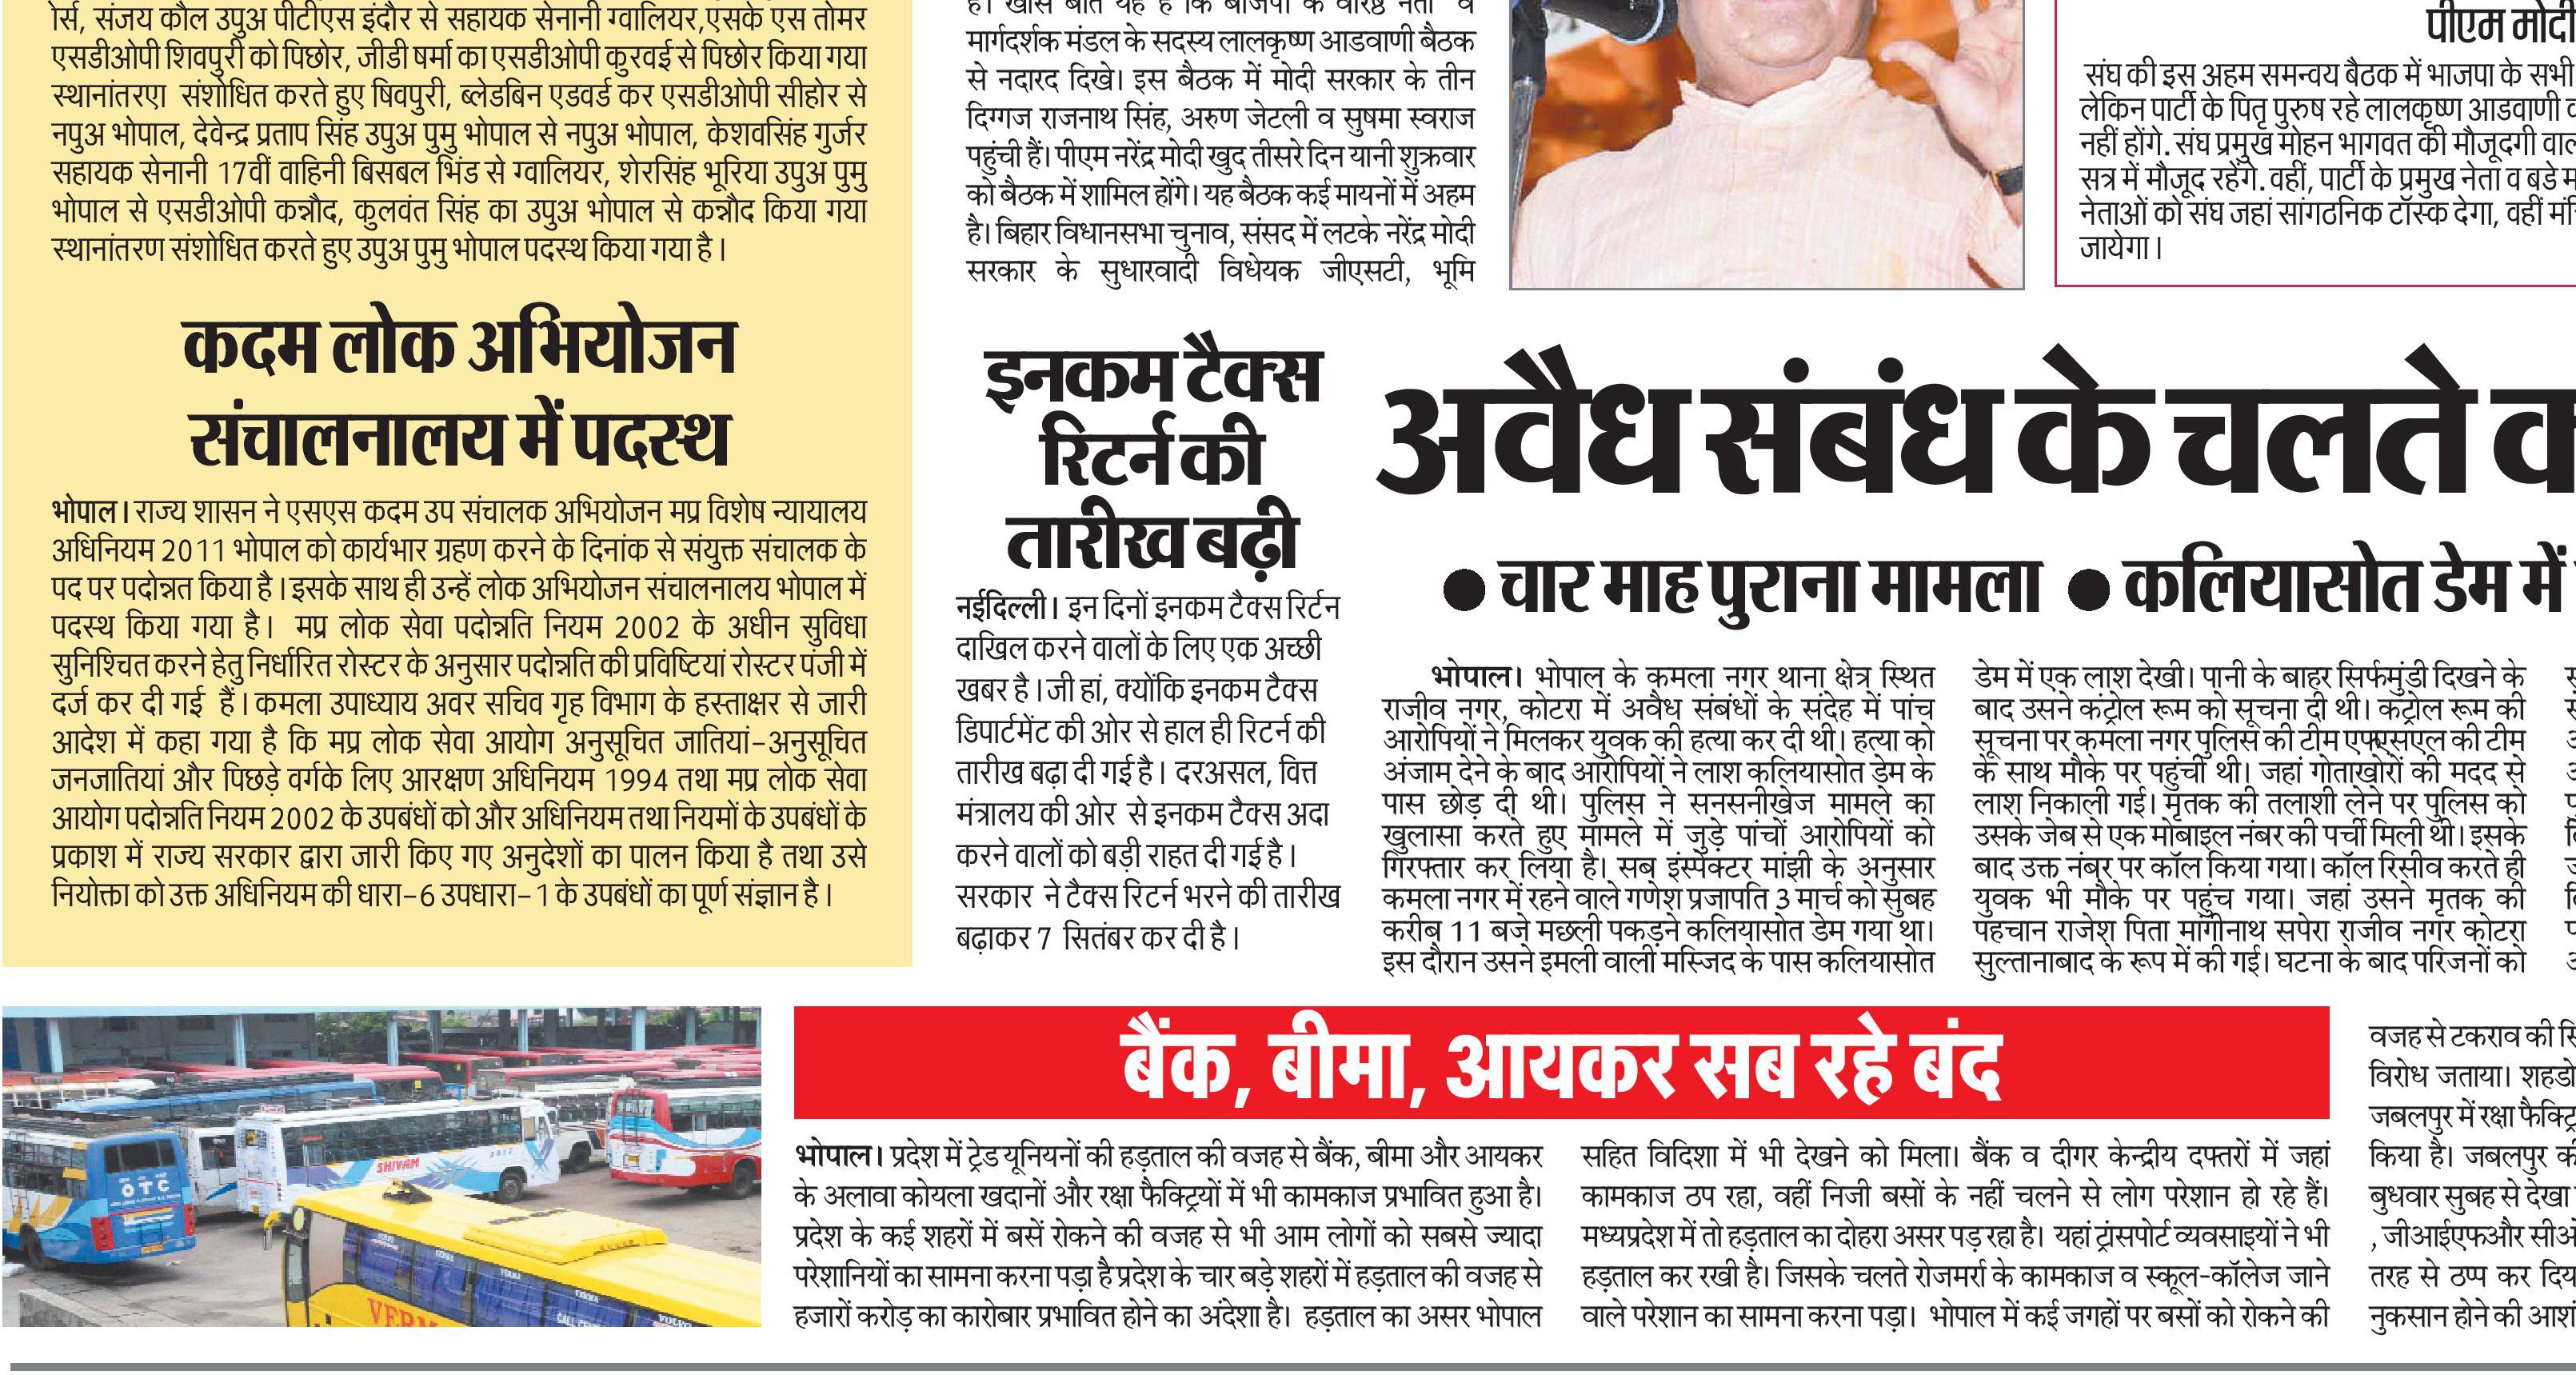 र्स, संजय कौल उपुअ पीटीएस इंदौर से सहायक सेनानी ग्वालियर,एसके एस तोमर
एसडीओपी शिवपुरी को पिछोर, जीडी षर्मा का एसडीओपी कुरवई से पिछोर किया गया
स्थानांतरएा संशोधित करते हुए षिवपुरी, ब्लेडबिन एडवर्ड कर एसडीओपी सीहोर से
नपुअ भोपाल, देवेन्द्र प्रताप सिंह उपुअ पुमु भोपाल से नपुअ भोपाल, केशवसिंह गुर्जर
सहायक सेनानी 17वीं वाहिनी बिसबल भिंड से ग्वालियर, शेरसिंह भूरिया उपुअ पुमु
भोपाल से एसडीओपी कन्नौद, कुलवंत सिंह का उपुअ भोपाल से कन्नौद किया गया
स्थानांतरण संशोधित करते हुए उपुअ पुमु भोपाल पदस्थ किया गया है।
कदम लोक अभियोजन
संचालनालय में पदस्थ
भोपाल। राज्य शासन ने एसएस कदम उप संचालक अभियोजन मप्र विशेष न्यायालय
अधिनियम 2011 भोपाल को कार्यभार ग्रहण करने के दिनांक से संयुक्त संचालक के
पद पर पदोन्नत किया है। इसके साथ ही उन्हें लोक अभियोजन संचालनालय भोपाल में
पदस्थ किया गया है। मप्र लोक सेवा पदोन्नति नियम 2002 के अधीन सुविधा
सुनिश्चित करने हेतु निर्धारित रोस्टर के अनुसार पदोन्नति की प्रविष्टियां रोस्टर पंजी में
दर्ज कर दी गई हैं। कमला उपाध्याय अवर सचिव गृह विभाग के हस्ताक्षर से जारी
आदेश में कहा गया है कि मप्र लोक सेवा आयोग अनुसूचित जातियां-अनुसूचित
जनजातियां और पिछड़े वर्गके लिए आरक्षण अधिनियम 1994 तथा मप्र लोक सेवा
आयोग पदोन्नति नियम 2002 के उपबंधों को और अधिनियम तथा नियमों के उपबंधों के
प्रकाश में राज्य सरकार द्वारा जारी किए गए अनुदेशों का पालन किया है तथा उसे
नियोक्ता को उक्त अधिनियम की धारा-6 उपधारा-1 के उपबंधों का पूर्ण संज्ञान है।
है। खास बात यह है कि बीजेपी के वरिष्ठ नेता व
मार्गदर्शक मंडल के सदस्य लालकृष्ण आडवाणी बैठक
से नदारद दिखे। इस बैठक में मोदी सरकार के तीन
दिग्गज राजनाथ सिंह, अरुण जेटली व सुषमा स्वराज
पहुंची हैं। पीएम नरेंद्र मोदी खुद तीसरे दिन यानी शुक्रवार
को बैठक में शामिल होंगे। यह बैठक कई मायनों में अहम
है। बिहार विधानसभा चुनाव, संसद में लटके नरेंद्र मोदी
सरकार के सुधारवादी विधेयक जीएसटी, भूमि
पीएम मोदी
संघ की इस अहम समन्वय बैठक में भाजपा के सभी
लेकिन पार्टी के पितृ पुरुष रहे लालकृष्ण आडवाणी
नहीं होंगे. संघ प्रमुख मोहन भागवत की मौजूदगी
सत्र में मौजूद रहेंगे. वहीं, पार्टी के प्रमुख नेता व बडे
नेताओं को संघ जहां सांगठनिक टॉस्क देगा, वहीं
जायेगा।
इनकम टैक्स
रिटर्न की
तारीख बढ़ी
नईदिल्ली। इन दिनों इनकम टैक्स रिर्टन
दाखिल करने वालों के लिए एक अच्छी
खबर है। जी हां, क्योंकि इनकम टैक्स
डिपार्टमेंट की ओर से हाल ही रिटर्न की
तारीख बढ़ा दी गई है। दरअसल, वित्त
मंत्रालय की ओर से इनकम टैक्स अदा
करने वालों को बड़ी राहत दी गई है।
सरकार ने टैक्स रिटर्न भरने की तारीख
बढ़ाकर 7 सितंबर कर दी है।
अवैध संबंध के चलते
● चार माह पुराना मामला ● कलियासोत डेम में
भोपाल। भोपाल के कमला नगर थाना क्षेत्र स्थित
राजीव नगर, कोटरा में अवैध संबंधों के संदेह में पांच
आरोपियों ने मिलकर युवक की हत्या कर दी थी। हत्या को
अंजाम देने के बाद आरोपियों ने लाश कलियासोत डेम के
पास छोड़ दी थी। पुलिस ने सनसनीखेज मामले का
खुलासा करते हुए मामले में जुड़े पांचों आरोपियों को
गिरफ्तार कर लिया है। सब इंस्पेक्टर मांझी के अनुसार
कमला नगर में रहने वाले गणेश प्रजापति 3 मार्च को सुबह
करीब 11 बजे मछली पकड़ने कलियासोत डेम गया था।
इस दौरान उसने इमली वाली मस्जिद के पास कलियासोत
डेम में एक लाश देखी। पानी के बाहर सिर्फमुंडी दिखने के
बाद उसने कंट्रोल रूम को सूचना दी थी। कंट्रोल रूम की
सूचना पर कमला नगर पुलिस की टीम एफएसएल की टीम
के साथ मौके पर पहुंची थी। जहां गोताखोरों की मदद से
लाश निकाली गई। मृतक की तलाशी लेने पर पुलिस को
उसके जेब से एक मोबाइल नंबर की पर्ची मिली थी। इसके
बाद उक्त नंबर पर कॉल किया गया। कॉल रिसीव करते ही
युवक भी मौके पर पहुंच गया। जहां उसने मृतक की
पहचान राजेश पिता मांगीनाथ सपेरा राजीव नगर कोटरा
सुल्तानाबाद के रूप में की गई। घटना के बाद परिजनों को
OTC
SHIVAM
2012
VERMA
VERM
CALL CEN
VOLVO
बैंक, बीमा, आयकर सब रहे बंद
भोपाल। प्रदेश में ट्रेड यूनियनों की हड़ताल की वजह से बैंक, बीमा और आयकर
के अलावा कोयला खदानों और रक्षा फैक्ट्रियों में भी कामकाज प्रभावित हुआ है।
प्रदेश के कई शहरों में बसें रोकने की वजह से भी आम लोगों को सबसे ज्यादा
परेशानियों का सामना करना पड़ा है प्रदेश के चार बड़े शहरों में हड़ताल की वजह से
हजारों करोड़ का कारोबार प्रभावित होने का अंदेशा है। हड़ताल का असर भोपाल
सहित विदिशा में भी देखने को मिला। बैंक व दीगर केन्द्रीय दफ्तरों में जहां
कामकाज ठप रहा, वहीं निजी बसों के नहीं चलने से लोग परेशान हो रहे हैं।
मध्यप्रदेश में तो हड़ताल का दोहरा असर पड़ रहा है। यहां ट्रांसपोर्ट व्यवसाइयों ने भी
हड़ताल कर रखी है। जिसके चलते रोजमर्रा के कामकाज व स्कूल-कॉलेज जाने
वाले परेशान का सामना करना पड़ा। भोपाल में कई जगहों पर बसों को रोकने की
वजह से टकराव की
विरोध जताया। शहडो
जबलपुर में रक्षा फैक्ट्रि
किया है। जबलपुर की
बुधवार सुबह से देखा
, जीआईएफऔर सीओ
तरह से ठप्प कर दिय
नुकसान होने की आशं